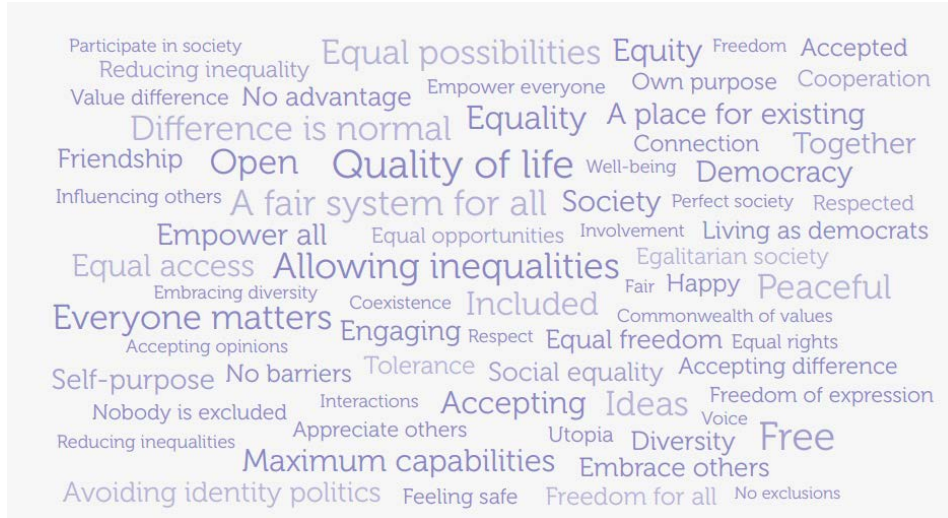 Participate in society Equal possibilities Equity Freedom Accepted
Reducing inequality Empower everyone Own purpose Cooperation
Value difference No advantage Equality A place for existing
Difference is normal Connection Together
Friendship Open Quality of life Well-being Democracy
Influencing others A fair system for all Society Perfect society Respected
Empower all Equal opportunities Involvement Living as democrats
Equal access Allowing inequalities Egalitarian society
Embracing diversity Coexistence Included Fair Happy Peaceful
Everyone matters Engaging Respect Equal freedom Commonwealth of values
Accepting opinions Equal rights
Self-purpose No barriers Tolerance Social equality Accepting difference
Nobody is excluded Interactions Accepting Ideas Freedom of expression
Reducing inequalities Appreciate others Utopia Diversity Voice Free
Maximum capabilities Embrace others
Avoiding identity politics Feeling safe Freedom for all No exclusions